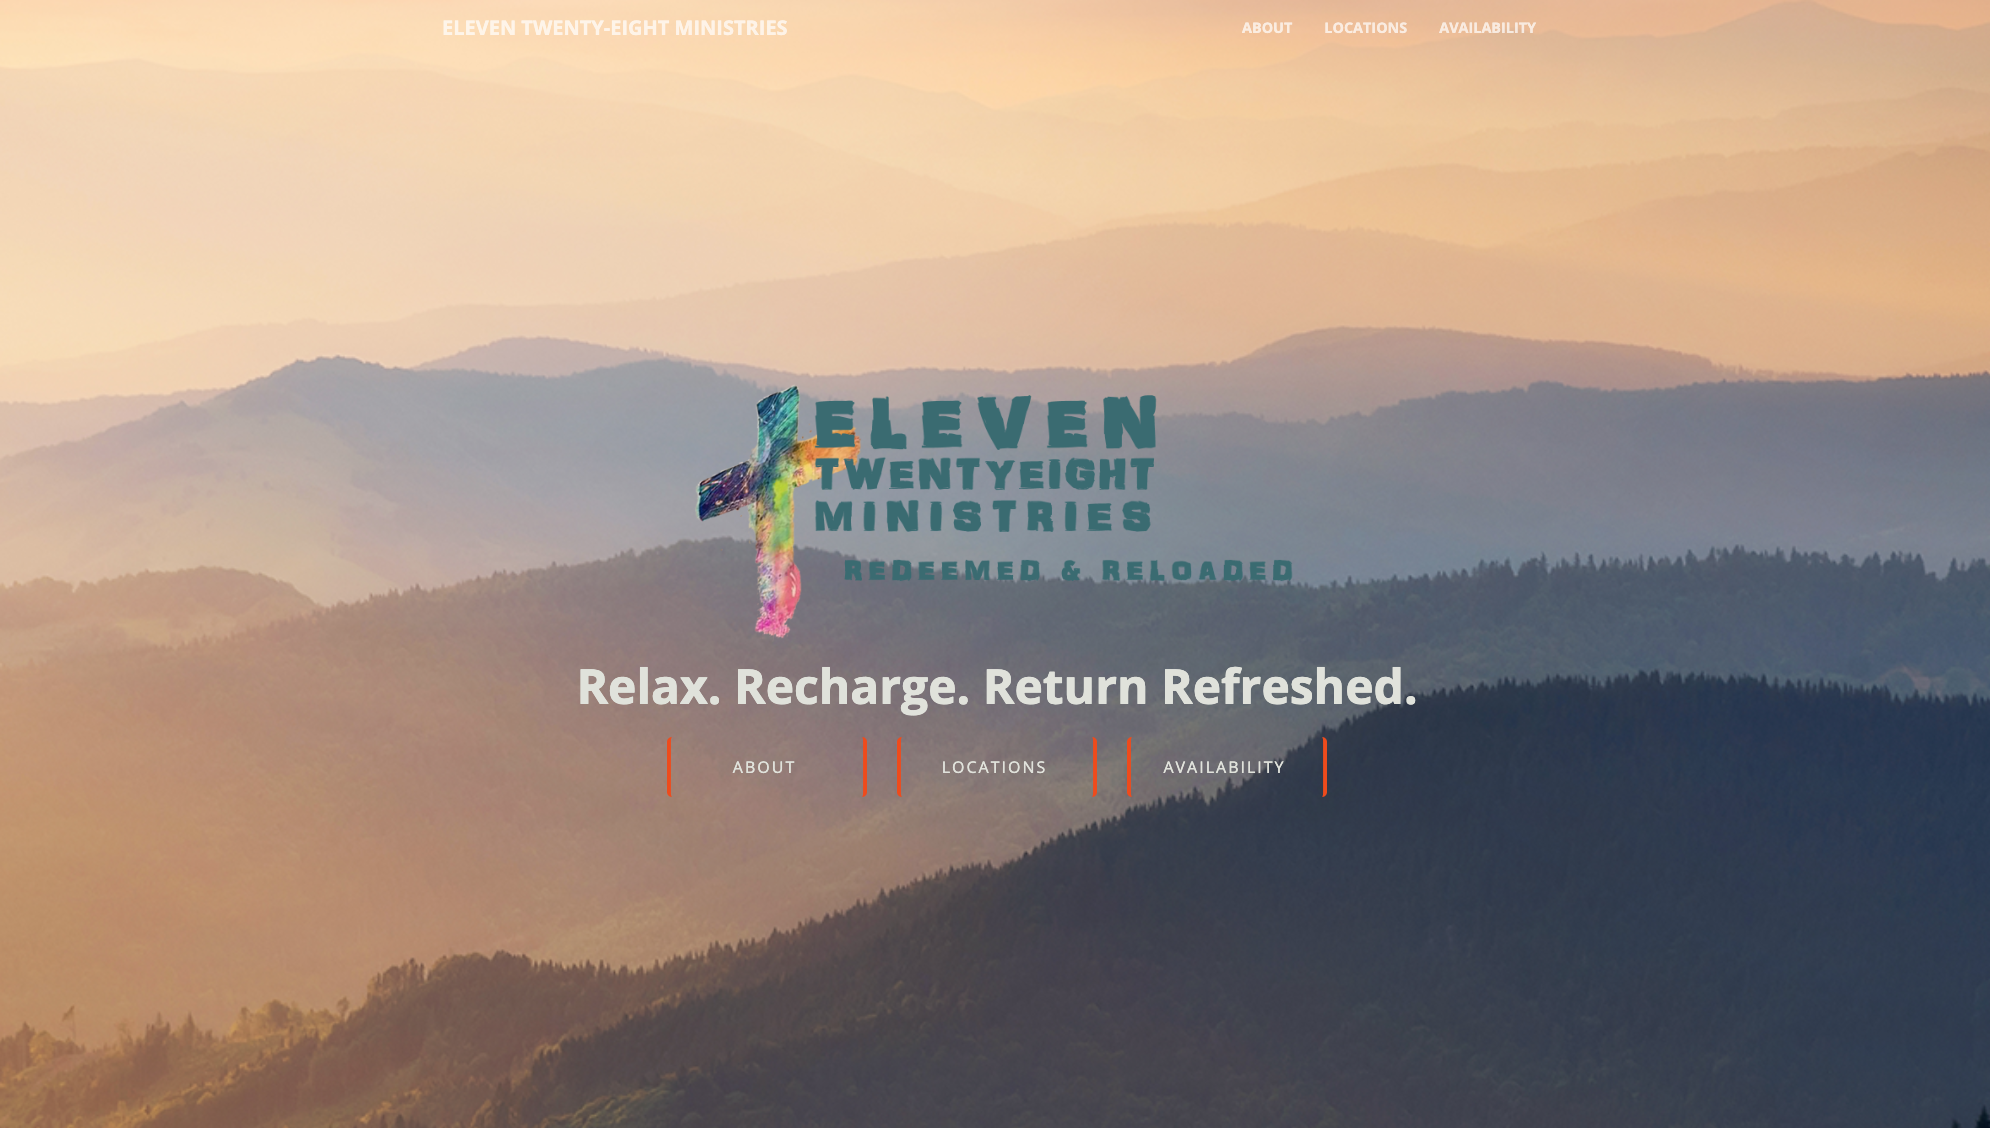 ELEVEN TWENTY-EIGHT MINISTRIES
ABOUT LOCATIONS AVAILABILITY
ELEVEN
TWENTYEIGHT
MINISTRIES
REDEEMED & RELOADED
Relax. Recharge. Return Refreshed.
ABOUT LOCATIONS AVAILABILITY